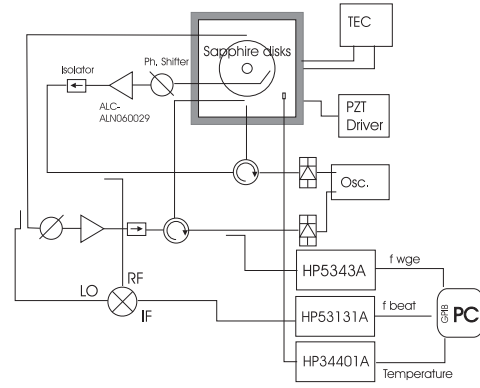 TEC
Sapphire disks
Ph. Shifter
Isolator
ALC-
ALN060029
PZT
Driver
Osc.
HP5343A
f wge
RF
LO
IF
HP53131A
f beat
GPIB
PC
HP34401A
Temperature